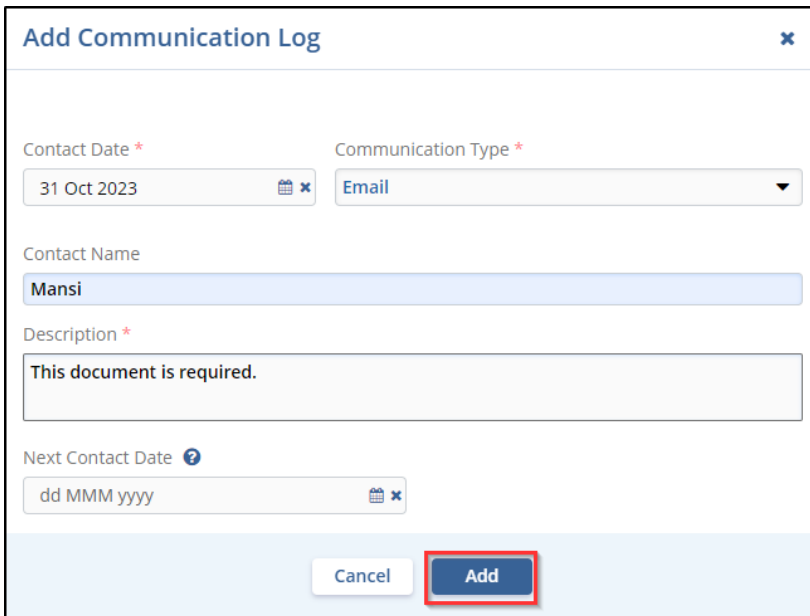 Add Communication Log
Contact Date * Communication Type *
31 Oct 2023 Email
Contact Name
Mansi
Description *
This document is required.
Next Contact Date ?
dd MMM yyyy
Cancel Add